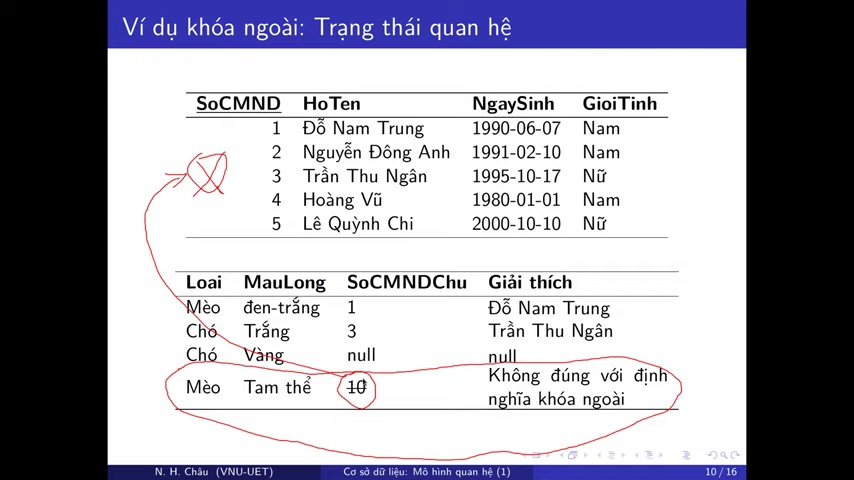 Ví dụ khóa ngoài: Trạng thái quan hệ
SoCMND HoTen NgaySinh GioiTinh
1 Đỗ Nam Trung 1990-06-07 Nam
2 Nguyễn Đông Anh 1991-02-10 Nam
3 Trần Thu Ngân 1995-10-17 Nữ
4 Hoàng Vũ 1980-01-01 Nam
5 Lê Quỳnh Chi 2000-10-10 Nữ
Loai MauLong SoCMNDChu Giải thích
Mèo đen-trắng 1 Đỗ Nam Trung
Chó Trắng 3 Trần Thu Ngân
Chó Vàng null null
Mèo Tam thể 10 Không đúng với định
nghĩa khóa ngoài
N. H. Châu (VNU-UET) Cơ sở dữ liệu: Mô hình quan hệ (1) 10 / 16